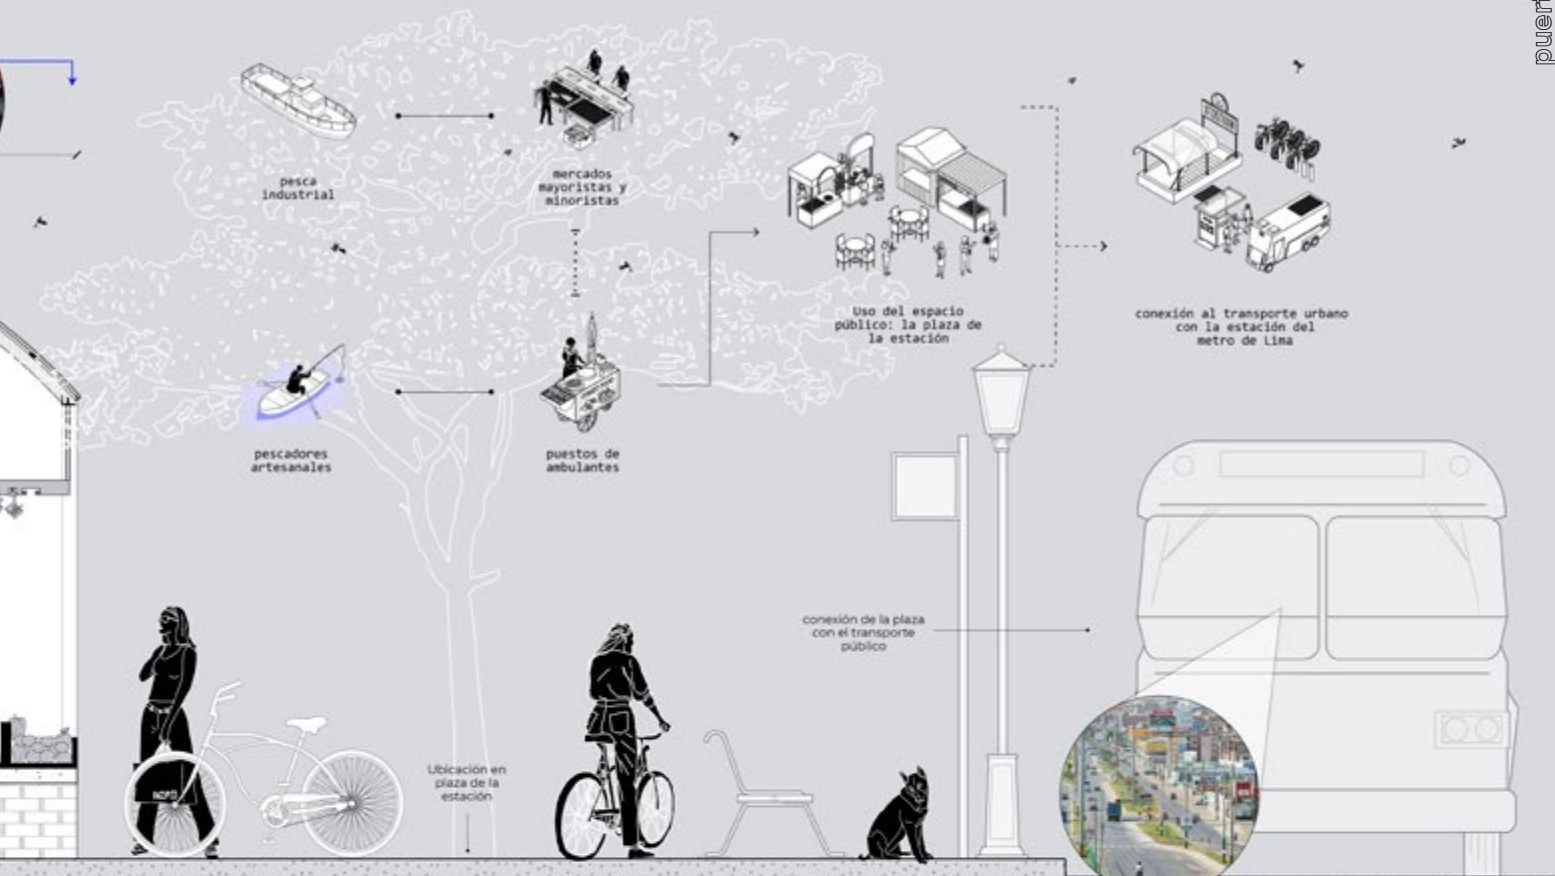 puert
pesca
industrial
mercados
mayoristas y
minoristas
Uso del espacio
público: la plaza de
la estación
conexión al transporte urbano
con la estación del
metro de Lima
pescadores
artesanales
puestos de
ambulantes
conexión de la plaza
con el transporte
público
Ubicación en
plaza de la
estación